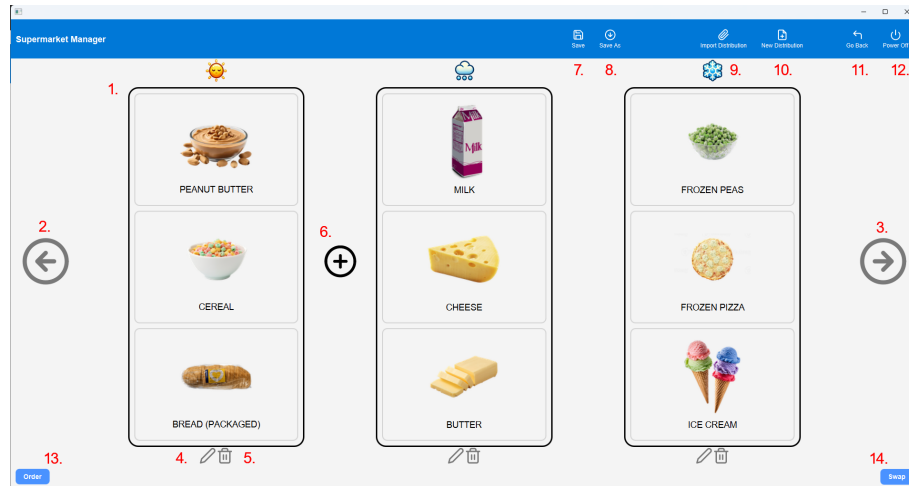 Supermarket Manager
Save
Save As
Import Distribution
New Distribution
Go Back
Power Off
7.
8.
9.
10.
11.
12.
1.
Milk
PEANUT BUTTER
MILK
FROZEN PEAS
2.
6.
3.
CEREAL
CHEESE
FROZEN PIZZA
BREAD (PACKAGED)
BUTTER
ICE CREAM
13.
4.
5.
14.
Order
Swap